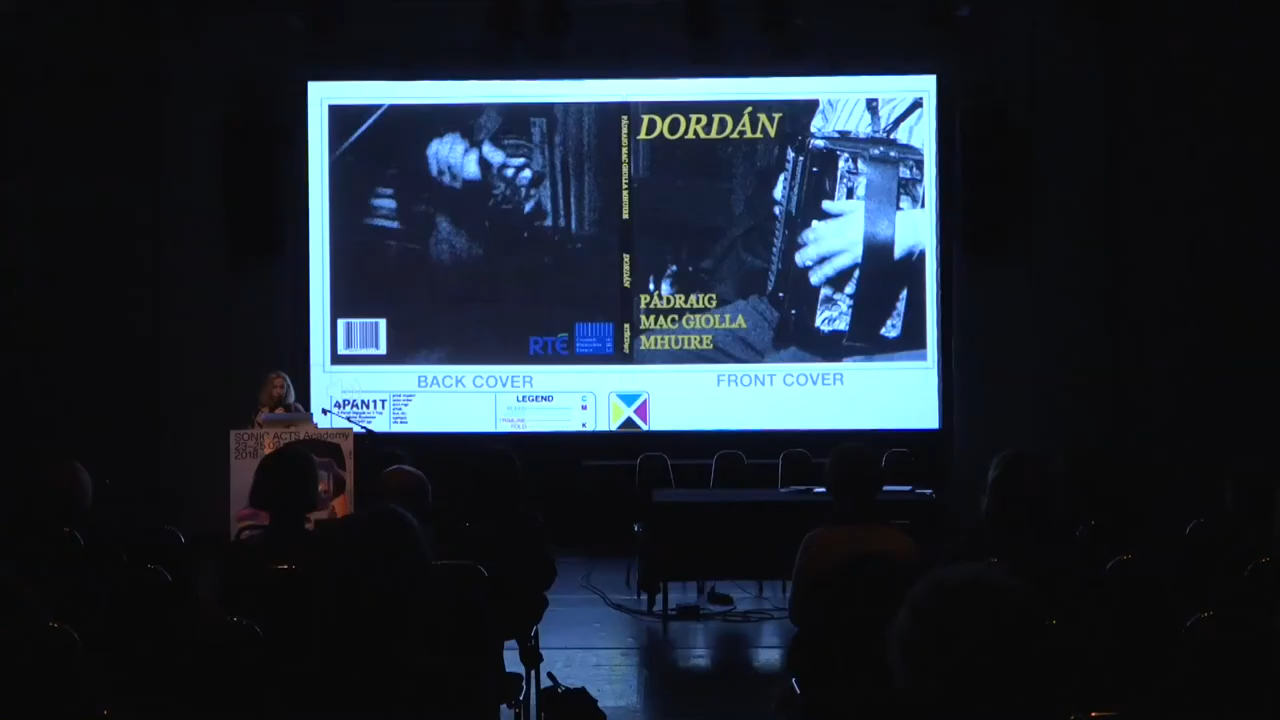 DORDÁN
PÁDRAIG MAC GIOLLA MHUIRE
DORDÁN
PÁDRAIG
MAC GIOLLA
MHUIRE
RTÉ
BACK COVER
FRONT COVER
4PAN1T
LEGEND
C
M
K
FOLD
SONIC ACTS Academy
2018